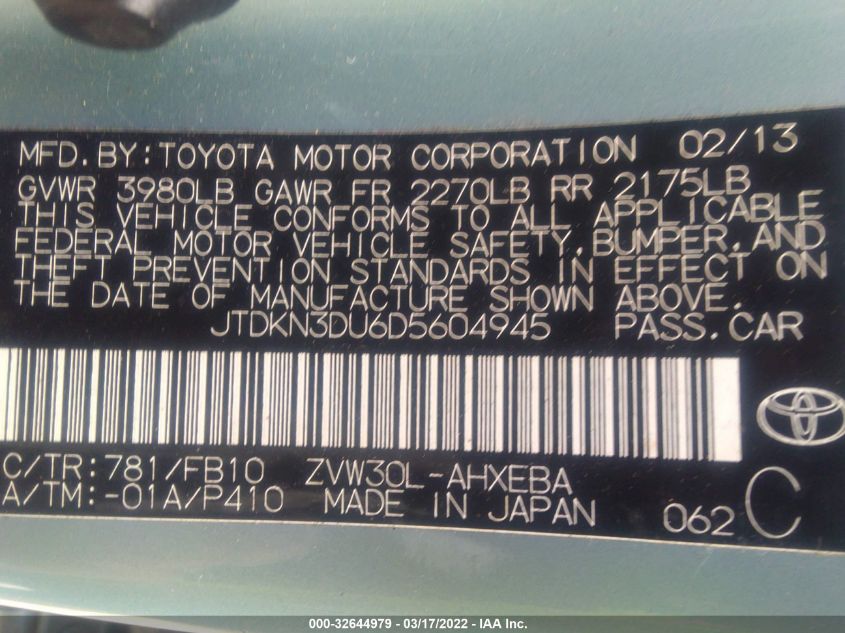 MFD. BY: TOYOTA MOTOR CORPORATION 02/13
GVWR 3980LB GAWR FR 2270LB RR 2175LB
THIS VEHICLE CONFORMS TO ALL APPLICABLE
FEDERAL MOTOR VEHICLE SAFETY, BUMPER, AND
THEFT PREVENTION STANDARDS IN EFFECT ON
THE DATE OF MANUFACTURE SHOWN ABOVE.
JTDKN3DU6D5604945 PASS. CAR
C/TR: 781/FB10 ZVW30L-AHXEBA
A/TM: -01A/P410 MADE IN JAPAN 062 C
000-32644979 - 03/17/2022 - IAA Inc.